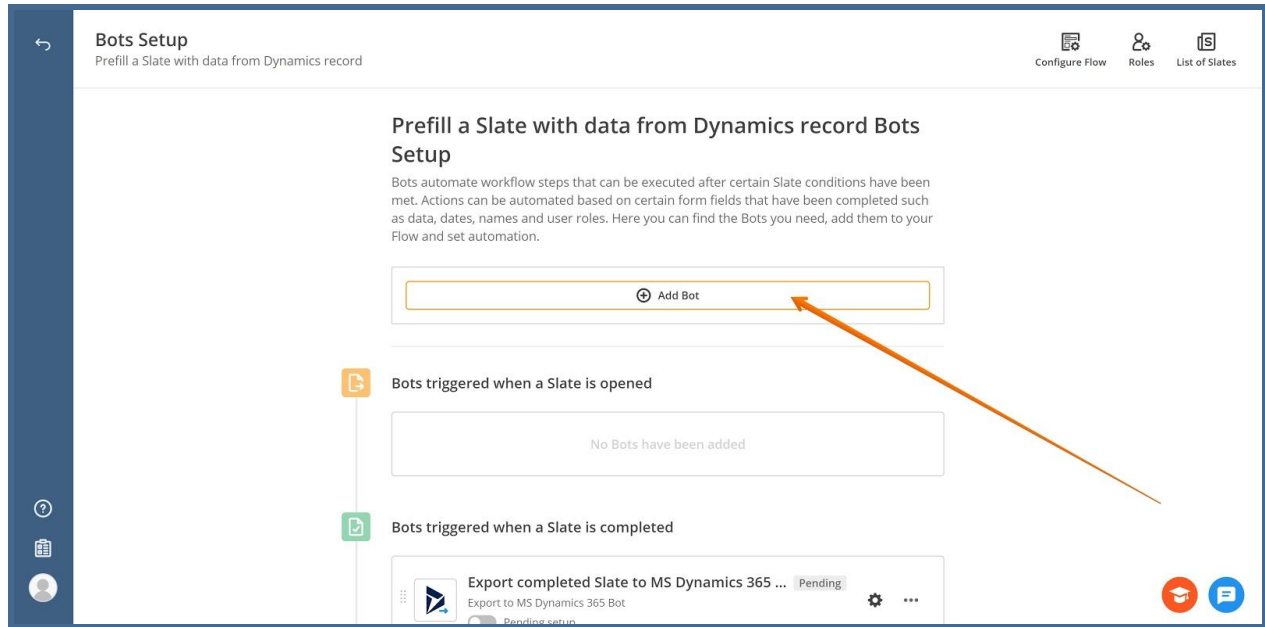 Bots Setup
Prefill a Slate with data from Dynamics record
Configure Flow
Roles
List of Slates
Prefill a Slate with data from Dynamics record Bots
Setup
Bots automate workflow steps that can be executed after certain Slate conditions have been
met. Actions can be automated based on certain form fields that have been completed such
as data, dates, names and user roles. Here you can find the Bots you need, add them to your
Flow and set automation.
Add Bot
Bots triggered when a Slate is opened
No Bots have been added
Bots triggered when a Slate is completed
Export completed Slate to MS Dynamics 365 ... Pending
Export to MS Dynamics 365 Bot
Pending setup